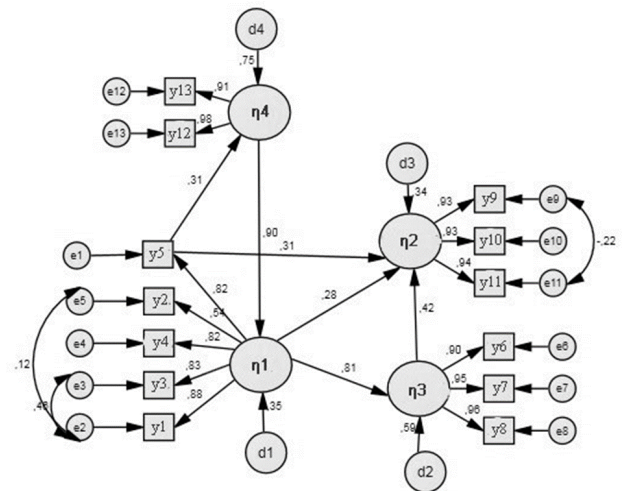 d4
,75
e12
y13
,91
η4
e13
y12
,98
d3
,31
,34
,93
y9
e9
,90
e1
y5
,31
η2
,93
y10
e10
-,22
,94
y11
e11
,82
,28
e5
y2
,54
,42
e4
y4
,82
,90
y6
e6
,12
η1
,81
e3
y3
,83
η3
,95
y7
e7
,88
,96
e2
y1
,35
,59
y8
e8
d1
d2